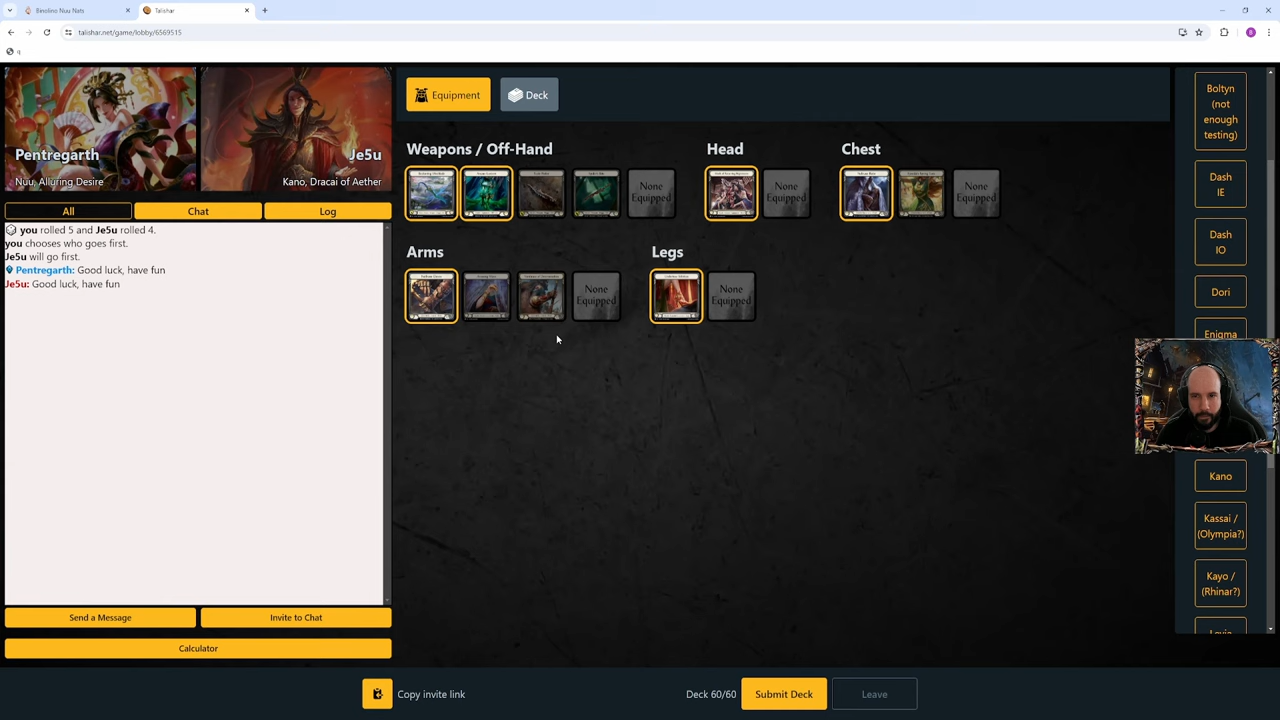 Binolino Nuu Nats
Talishar
talishar.net/game/lobby/6569515
Pentregarth
Nuu, Alluring Desire
Je5u
Kano, Dracai of Aether
Equipment
Deck
Weapons / Off-Hand
Head
Chest
None Equipped
None Equipped
None Equipped
Arms
Legs
None Equipped
None Equipped
All
Chat
Log
you rolled 5 and Je5u rolled 4.
you chooses who goes first.
Je5u will go first.
Pentregarth: Good luck, have fun
Je5u: Good luck, have fun
Send a Message
Invite to Chat
Calculator
Copy invite link
Deck 60/60
Submit Deck
Leave
Boltyn
(not
enough
testing)
Dash
IE
Dash
IO
Dori
Enigma
Kano
Kassai /
(Olympia?)
Kayo /
(Rhinar?)
Levia